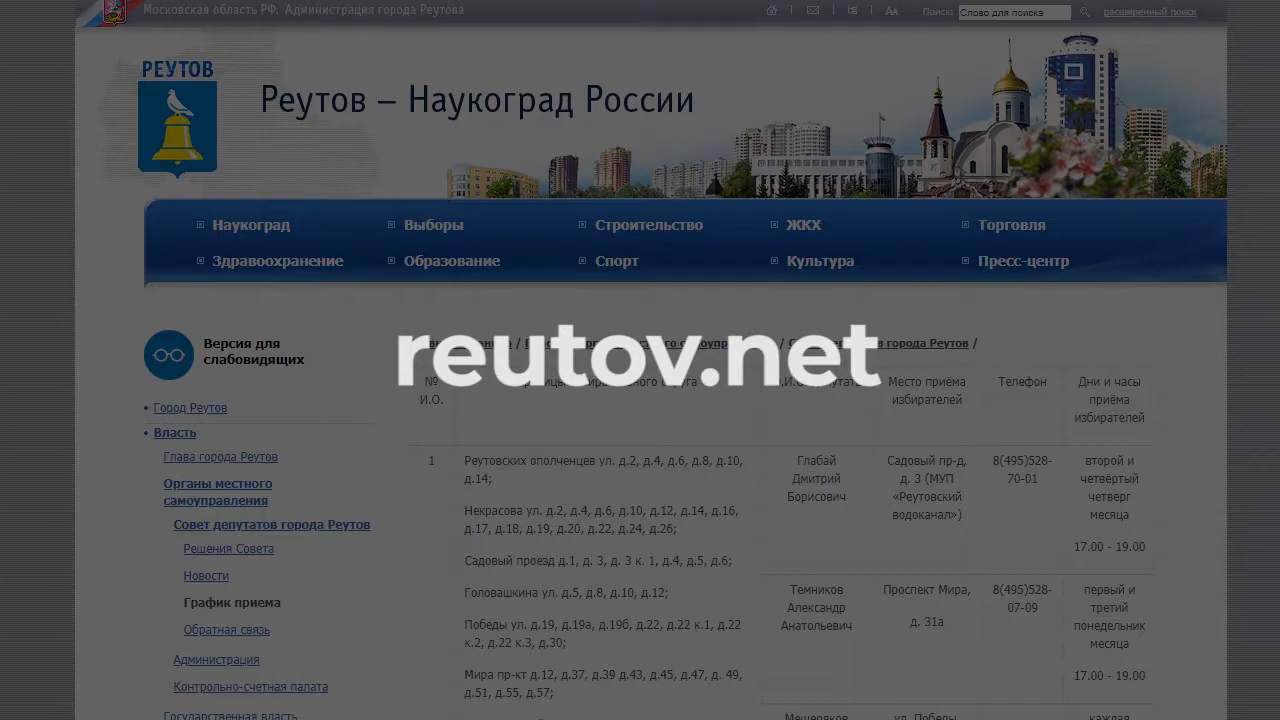 Московская область РФ. Администрация города Реутова
Поиск:
Слово для поиска
расширенный поиск
РЕУТОВ
Реутов – Наукоград России
Наукоград
Выборы
Строительство
ЖКХ
Торговля
Здравоохранение
Образование
Спорт
Культура
Пресс-центр
Версия для
слабовидящих
reutov.net
города Реутова /
№
И.О.
Место приёма
избирателей
Телефон
Дни и часы
приёма
избирателей
• Город Реутов
• Власть
Глава города Реутов
Органы местного
самоуправления
Совет депутатов города Реутов
Решения Совета
Новости
График приема
Обратная связь
Администрация
Контрольно-счетная палата
Государственная власть
1
Реутовских ополченцев ул. д.2, д.4, д.6, д.8, д.10,
д.14;
Некрасова ул. д.2, д.4, д.6, д.10, д.12, д.14, д.16,
д.17, д.18, д.19, д.20, д.22, д.24, д.26;
Садовый проезд д.1, д. 3, д. 3 к. 1, д.4, д.5, д.6;
Головашкина ул. д.5, д.8, д.10, д.12;
Победы ул. д.19, д.19а, д.19б, д.22, д.22 к.1, д.22
к.2, д.22 к.3, д.30;
Мира пр-кт д.12, д.37, д.39 д.43, д.45, д.47, д. 49,
д.51, д.55, д.57;
Глабай
Дмитрий
Борисович
Садовый пр-д,
д. 3 (МУП
«Реутовский
водоканал»)
8(495)528-
70-01
второй и
четвёртый
четверг
месяца
17.00 - 19.00
Темников
Александр
Анатольевич
Проспект Мира,
д. 31а
8(495)528-
07-09
первый и
третий
понедельник
месяца
17.00 - 19.00
Мещеряков
ул. Победы
каждая